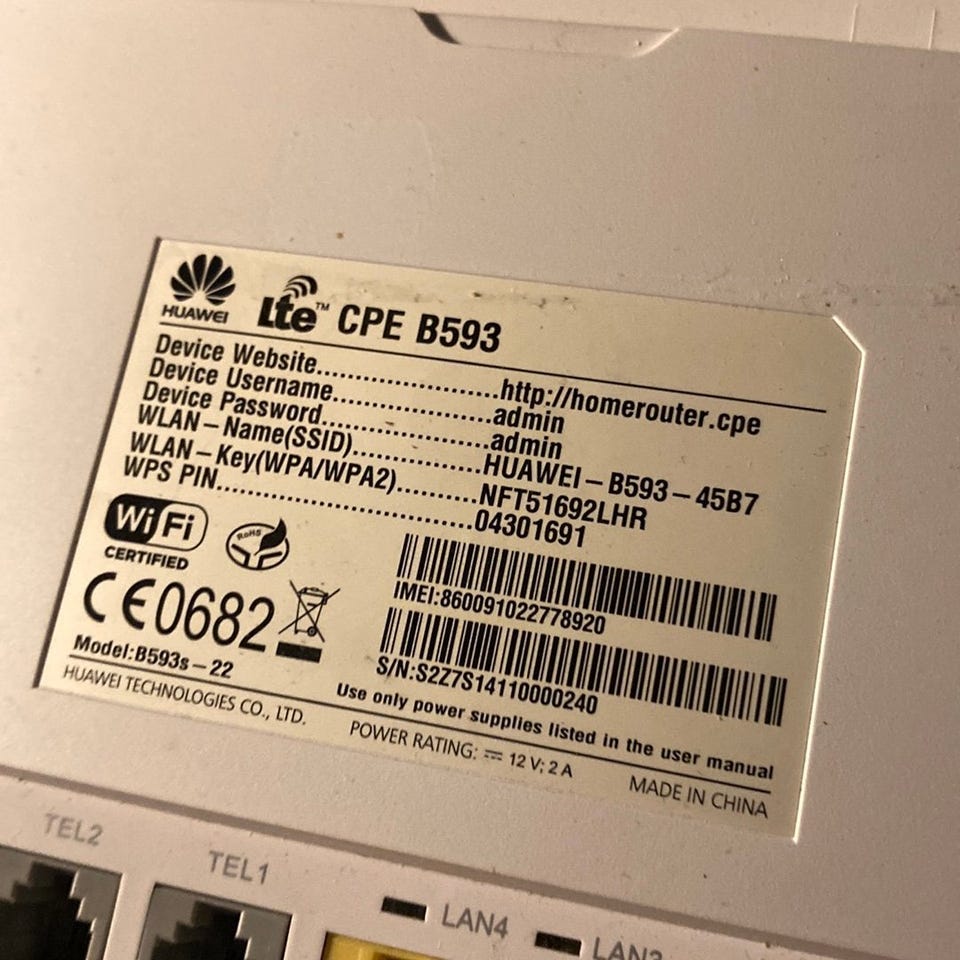 HUAWEI
Lte™ CPE B593
Device Website....................http://homerouter.cpe
Device Username....................admin
Device Password....................admin
WLAN-Name(SSID)....................HUAWEI-B593-45B7
WLAN-Key(WPA/WPA2)..........NFT51692LHR
WPS PIN..............................04301691
WiFi
CERTIFIED
RoHS
CE0682
IMEI:860091022778920
S/N:S2Z7S14110000240
Model:B593s-22
Use only power supplies listed in the user manual
HUAWEI TECHNOLOGIES CO., LTD.
POWER RATING: ⎓ 12 V; 2 A
MADE IN CHINA
TEL2
TEL1
LAN4
LAN3